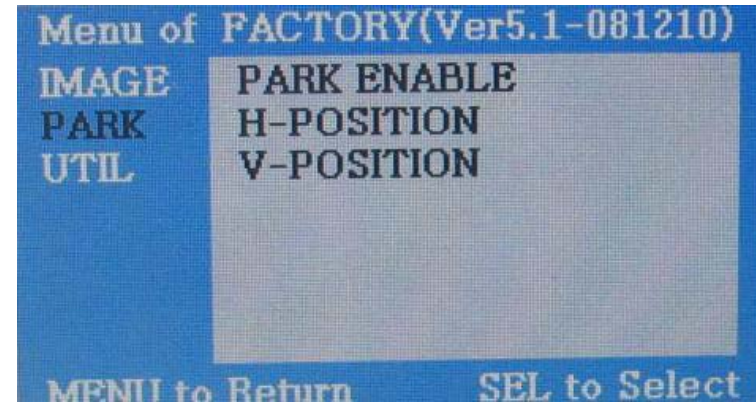 Menu of FACTORY(Ver5.1-081210)
IMAGE PARK ENABLE
PARK H-POSITION
UTIL V-POSITION
MENU to Return SEL to Select